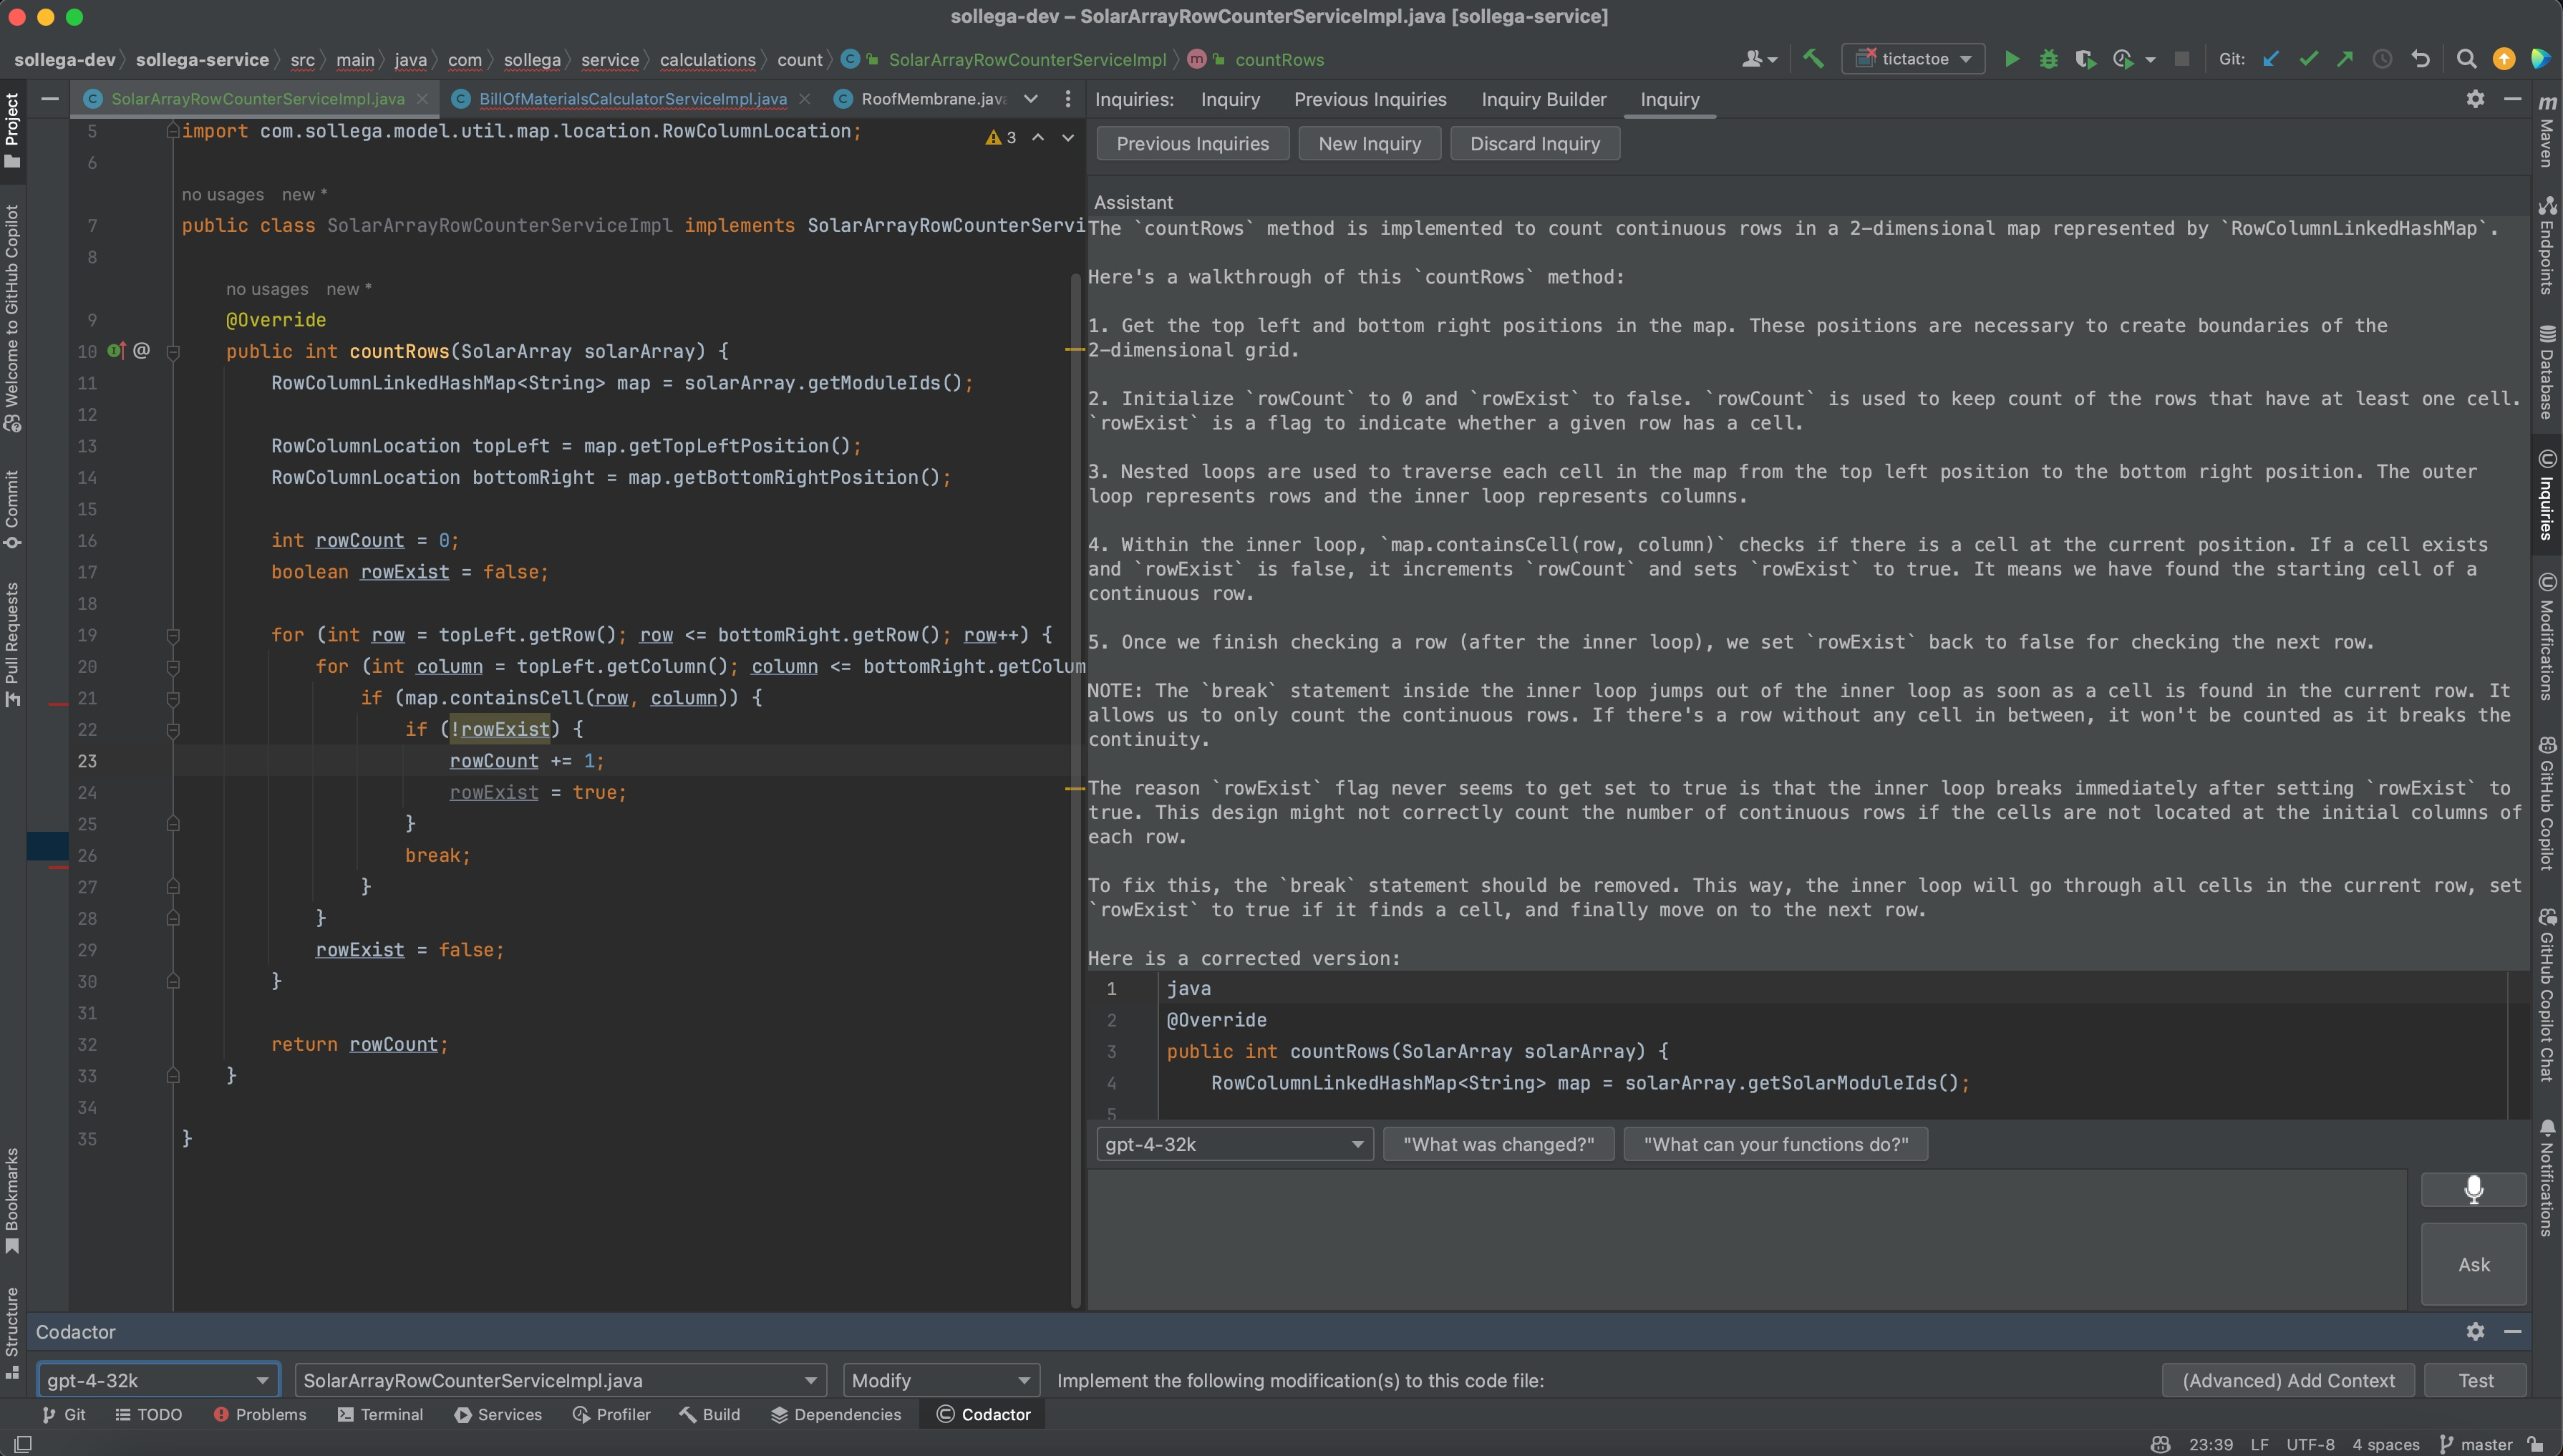 sollega-dev – SolarArrayRowCounterServiceImpl.java [sollega-service]
sollega-dev sollega-service src main java com sollega service calculations count SolarArrayRowCounterServiceImpl countRows
tictactoe
Git:
Project
Welcome to GitHub Copilot
Commit
Pull Requests
Bookmarks
Structure
SolarArrayRowCounterServiceImpl.java BillOfMaterialsCalculatorServiceImpl.java RoofMembrane.java
3
5 import com.sollega.model.util.map.location.RowColumnLocation;
6
no usages new *
7 public class SolarArrayRowCounterServiceImpl implements SolarArrayRowCounterServi
8
no usages new *
9 @Override
10 public int countRows(SolarArray solarArray) {
11 RowColumnLinkedHashMap<String> map = solarArray.getModuleIds();
12
13 RowColumnLocation topLeft = map.getTopLeftPosition();
14 RowColumnLocation bottomRight = map.getBottomRightPosition();
15
16 int rowCount = 0;
17 boolean rowExist = false;
18
19 for (int row = topLeft.getRow(); row <= bottomRight.getRow(); row++) {
20 for (int column = topLeft.getColumn(); column <= bottomRight.getColum
21 if (map.containsCell(row, column)) {
22 if (!rowExist) {
23 rowCount += 1;
24 rowExist = true;
25 }
26 break;
27 }
28 }
29 rowExist = false;
30 }
31
32 return rowCount;
33 }
34
35 }
Inquiries: Inquiry Previous Inquiries Inquiry Builder Inquiry
Previous Inquiries New Inquiry Discard Inquiry
Assistant
The `countRows` method is implemented to count continuous rows in a 2-dimensional map represented by `RowColumnLinkedHashMap`.
Here's a walkthrough of this `countRows` method:
1. Get the top left and bottom right positions in the map. These positions are necessary to create boundaries of the
2-dimensional grid.
2. Initialize `rowCount` to 0 and `rowExist` to false. `rowCount` is used to keep count of the rows that have at least one cell.
`rowExist` is a flag to indicate whether a given row has a cell.
3. Nested loops are used to traverse each cell in the map from the top left position to the bottom right position. The outer
loop represents rows and the inner loop represents columns.
4. Within the inner loop, `map.containsCell(row, column)` checks if there is a cell at the current position. If a cell exists
and `rowExist` is false, it increments `rowCount` and sets `rowExist` to true. It means we have found the starting cell of a
continuous row.
5. Once we finish checking a row (after the inner loop), we set `rowExist` back to false for checking the next row.
NOTE: The `break` statement inside the inner loop jumps out of the inner loop as soon as a cell is found in the current row. It
allows us to only count the continuous rows. If there's a row without any cell in between, it won't be counted as it breaks the
continuity.
The reason `rowExist` flag never seems to get set to true is that the inner loop breaks immediately after setting `rowExist` to
true. This design might not correctly count the number of continuous rows if the cells are not located at the initial columns of
each row.
To fix this, the `break` statement should be removed. This way, the inner loop will go through all cells in the current row, set
`rowExist` to true if it finds a cell, and finally move on to the next row.
Here is a corrected version:
1 java
2 @Override
3 public int countRows(SolarArray solarArray) {
4 RowColumnLinkedHashMap<String> map = solarArray.getSolarModuleIds();
5
gpt-4-32k "What was changed?" "What can your functions do?"
Ask
Maven
Endpoints
Database
Inquiries
Modifications
GitHub Copilot
GitHub Copilot Chat
Notifications
Codactor
gpt-4-32k SolarArrayRowCounterServiceImpl.java Modify Implement the following modification(s) to this code file: (Advanced) Add Context Test
Git TODO Problems Terminal Services Profiler Build Dependencies Codactor
23:39 LF UTF-8 4 spaces master